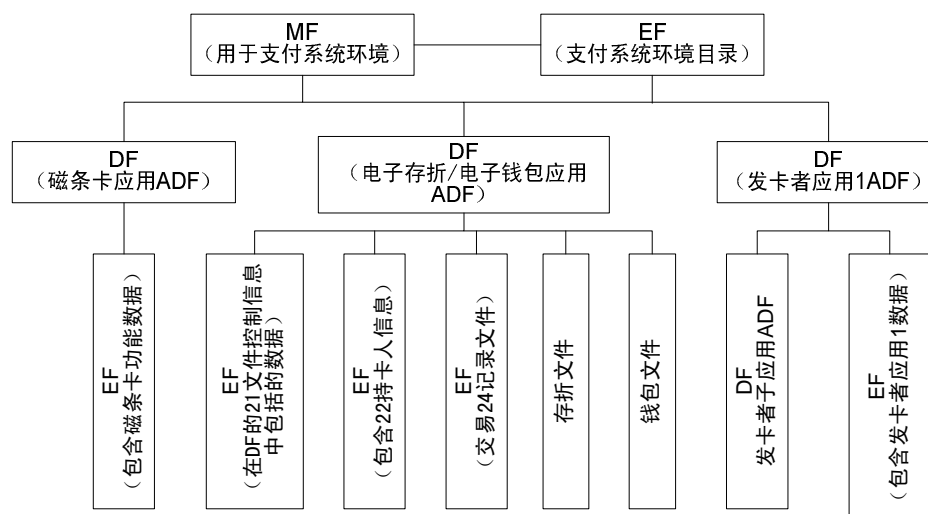 MF
（用于支付系统环境）
EF
（支付系统环境目录）
DF
（磁条卡应用ADF）
DF
（电子存折/电子钱包应用
ADF）
DF
（发卡者应用1ADF）
EF
（包含磁条卡功能数据）
EF
（在DF的21文件控制信息
中包括的数据）
EF
（包含22持卡人信息）
EF
（交易24记录文件）
存折文件
钱包文件
DF
发卡者子应用ADF
EF
（包含发卡者应用1数据）